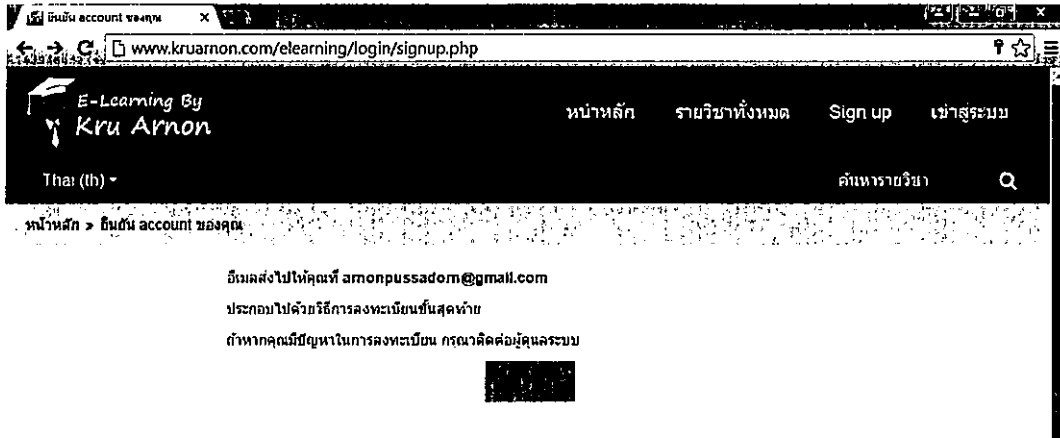 ยืนยัน account ของคุณ
www.kruarnon.com/elearning/login/signup.php
E-Learning By
Kru Arnon
หน้าหลัก รายวิชาทั้งหมด Sign up เข้าสู่ระบบ
Thai (th)
ค้นหารายวิชา
หน้าหลัก » ยืนยัน account ของคุณ
อีเมลส่งไปให้คุณที่ arnonpussadorn@gmail.com
ประกอบไปด้วยวิธีการลงทะเบียนขั้นสุดท้าย
ถ้าหากคุณมีปัญหาในการลงทะเบียน กรุณาติดต่อผู้ดูแลระบบ